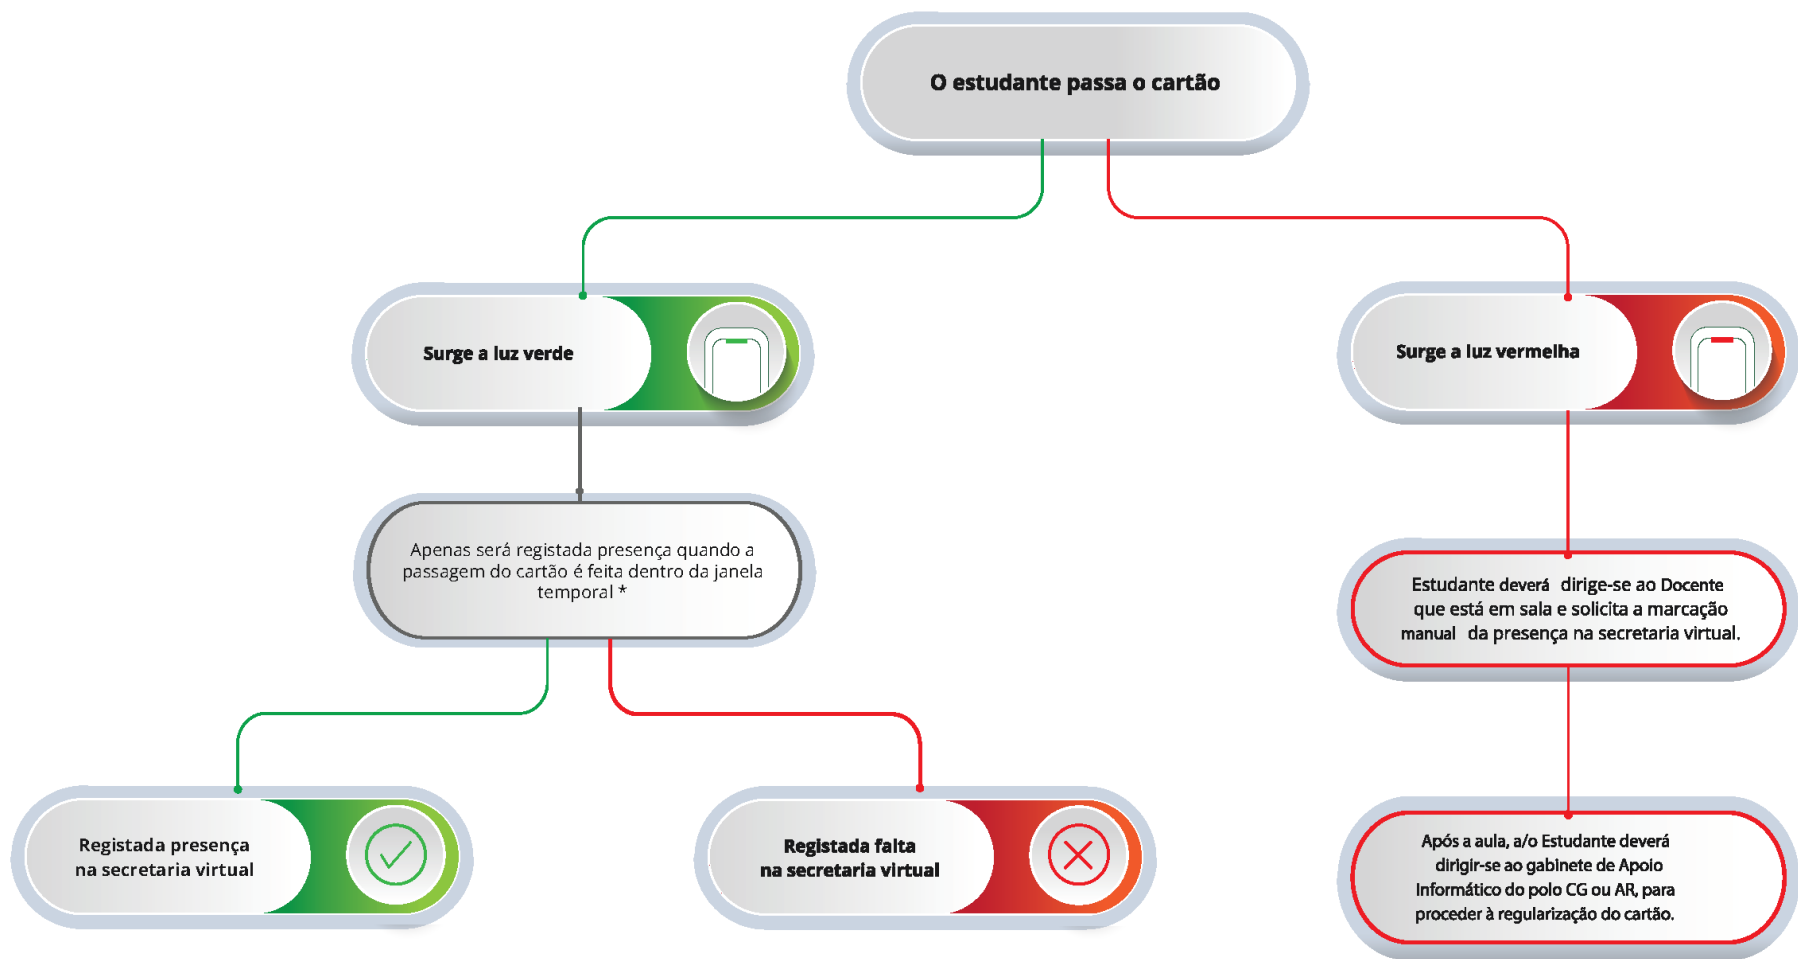 O estudante passa o cartão
Surge a luz verde
Surge a luz vermelha
Apenas será registada presença quando a
passagem do cartão é feita dentro da janela
temporal *
Estudante deverá dirige-se ao Docente
que está em sala e solicita a marcação
manual da presença na secretaria virtual.
Registada presença
na secretaria virtual
Registada falta
na secretaria virtual
Após a aula, a/o Estudante deverá
dirigir-se ao gabinete de Apoio
Informático do polo CG ou AR, para
proceder à regularização do cartão.